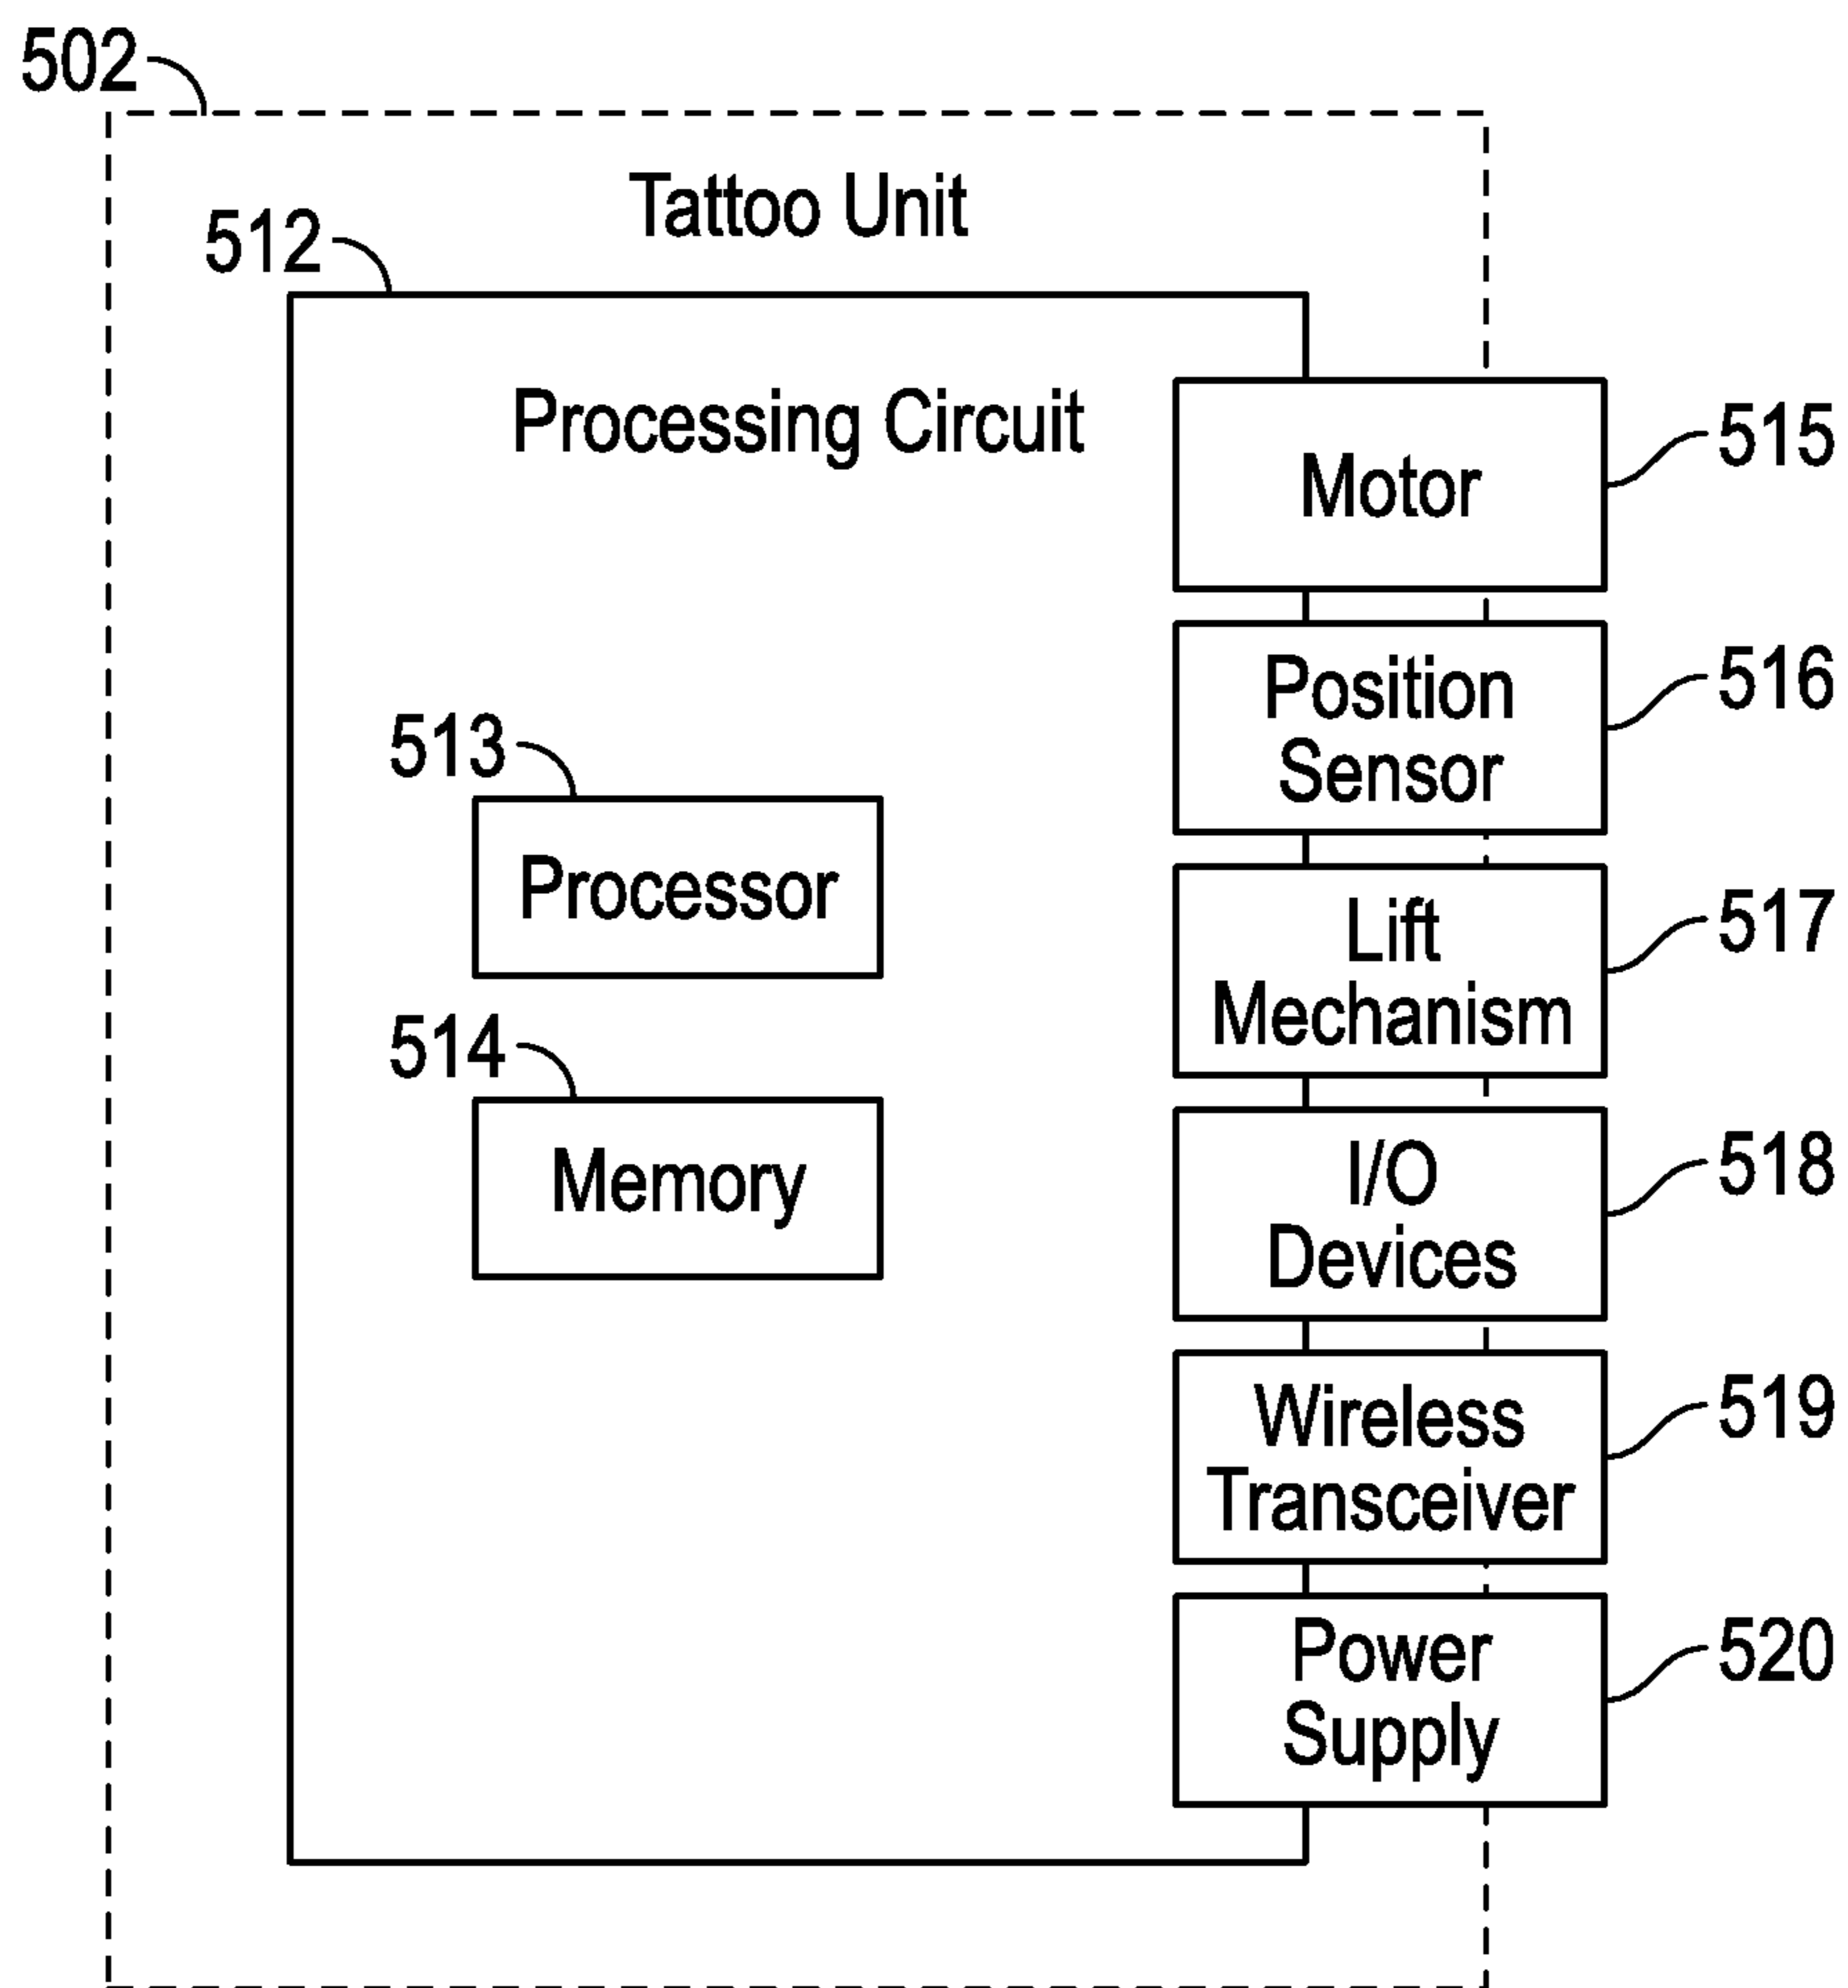 502
Tattoo Unit
512
Processing Circuit
Motor
515
Position
Sensor
516
513
Processor
Lift
Mechanism
517
514
Memory
I/O
Devices
518
Wireless
Transceiver
519
Power
Supply
520